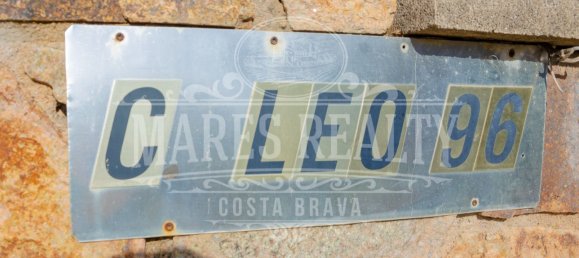 C LEO 96
MARES REALTY
COSTA BRAVA